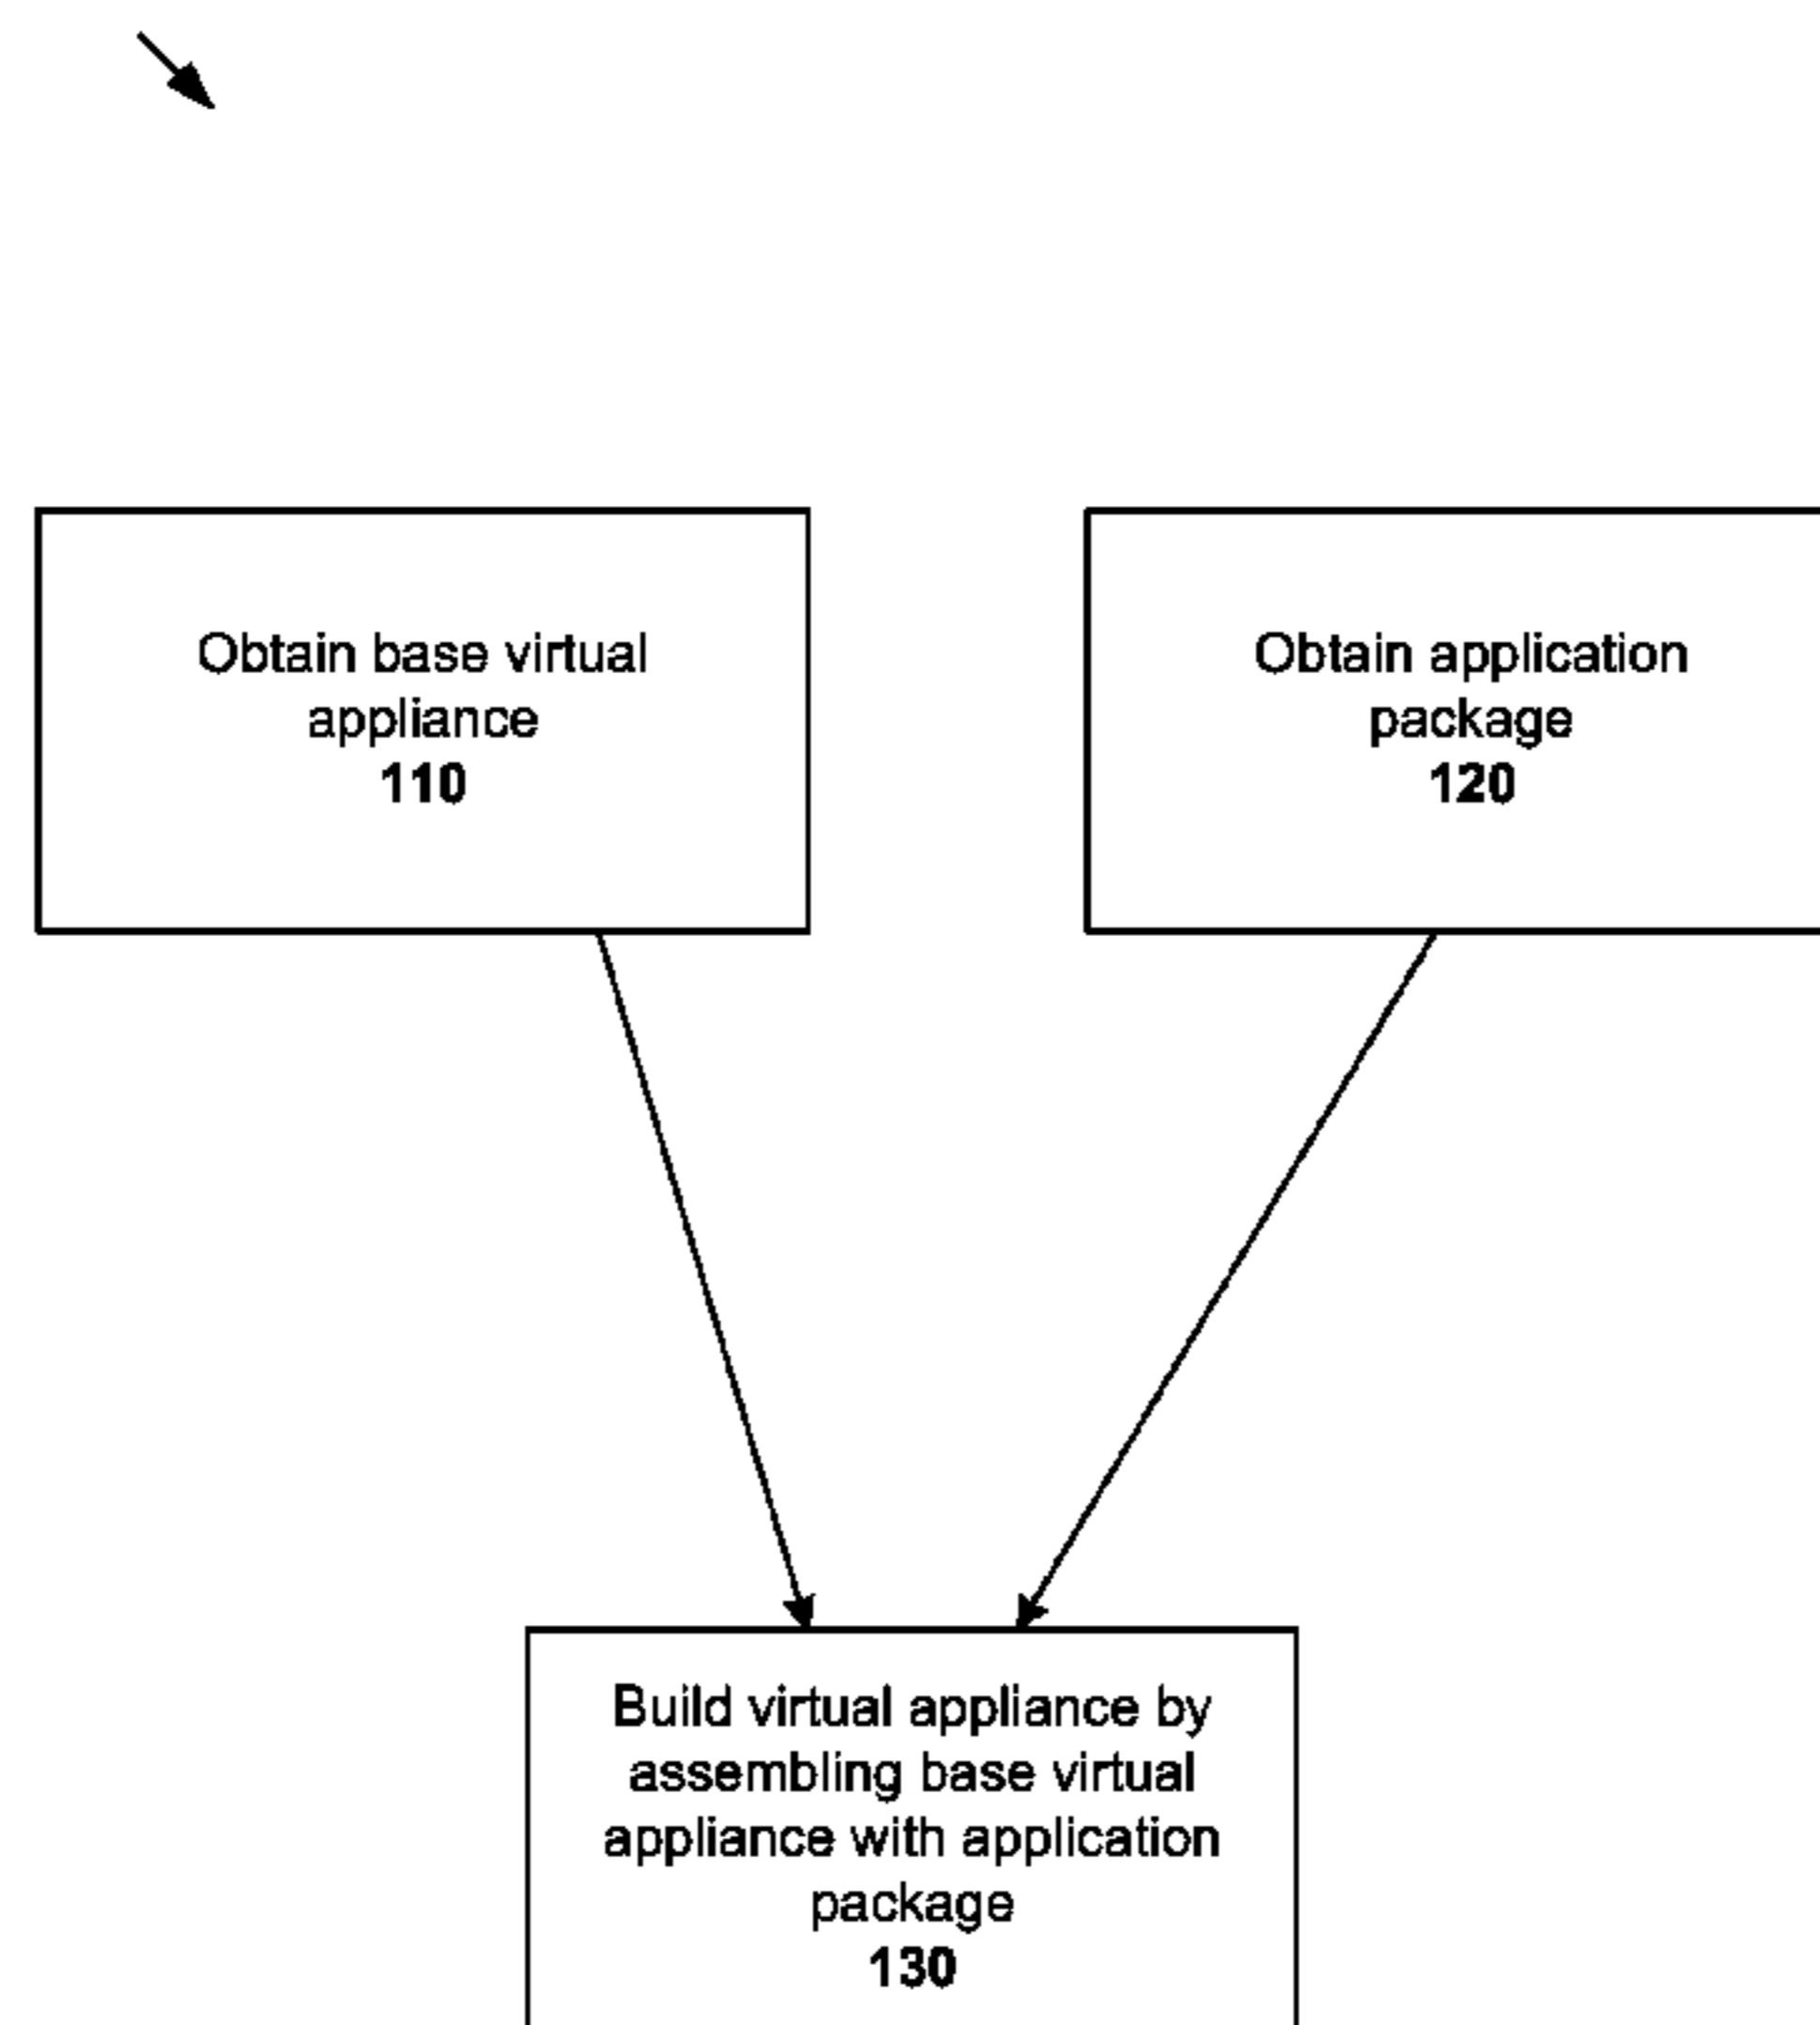 Obtain base virtual
appliance
110
Obtain application
package
120
Build virtual appliance by
assembling base virtual
appliance with application
package
130